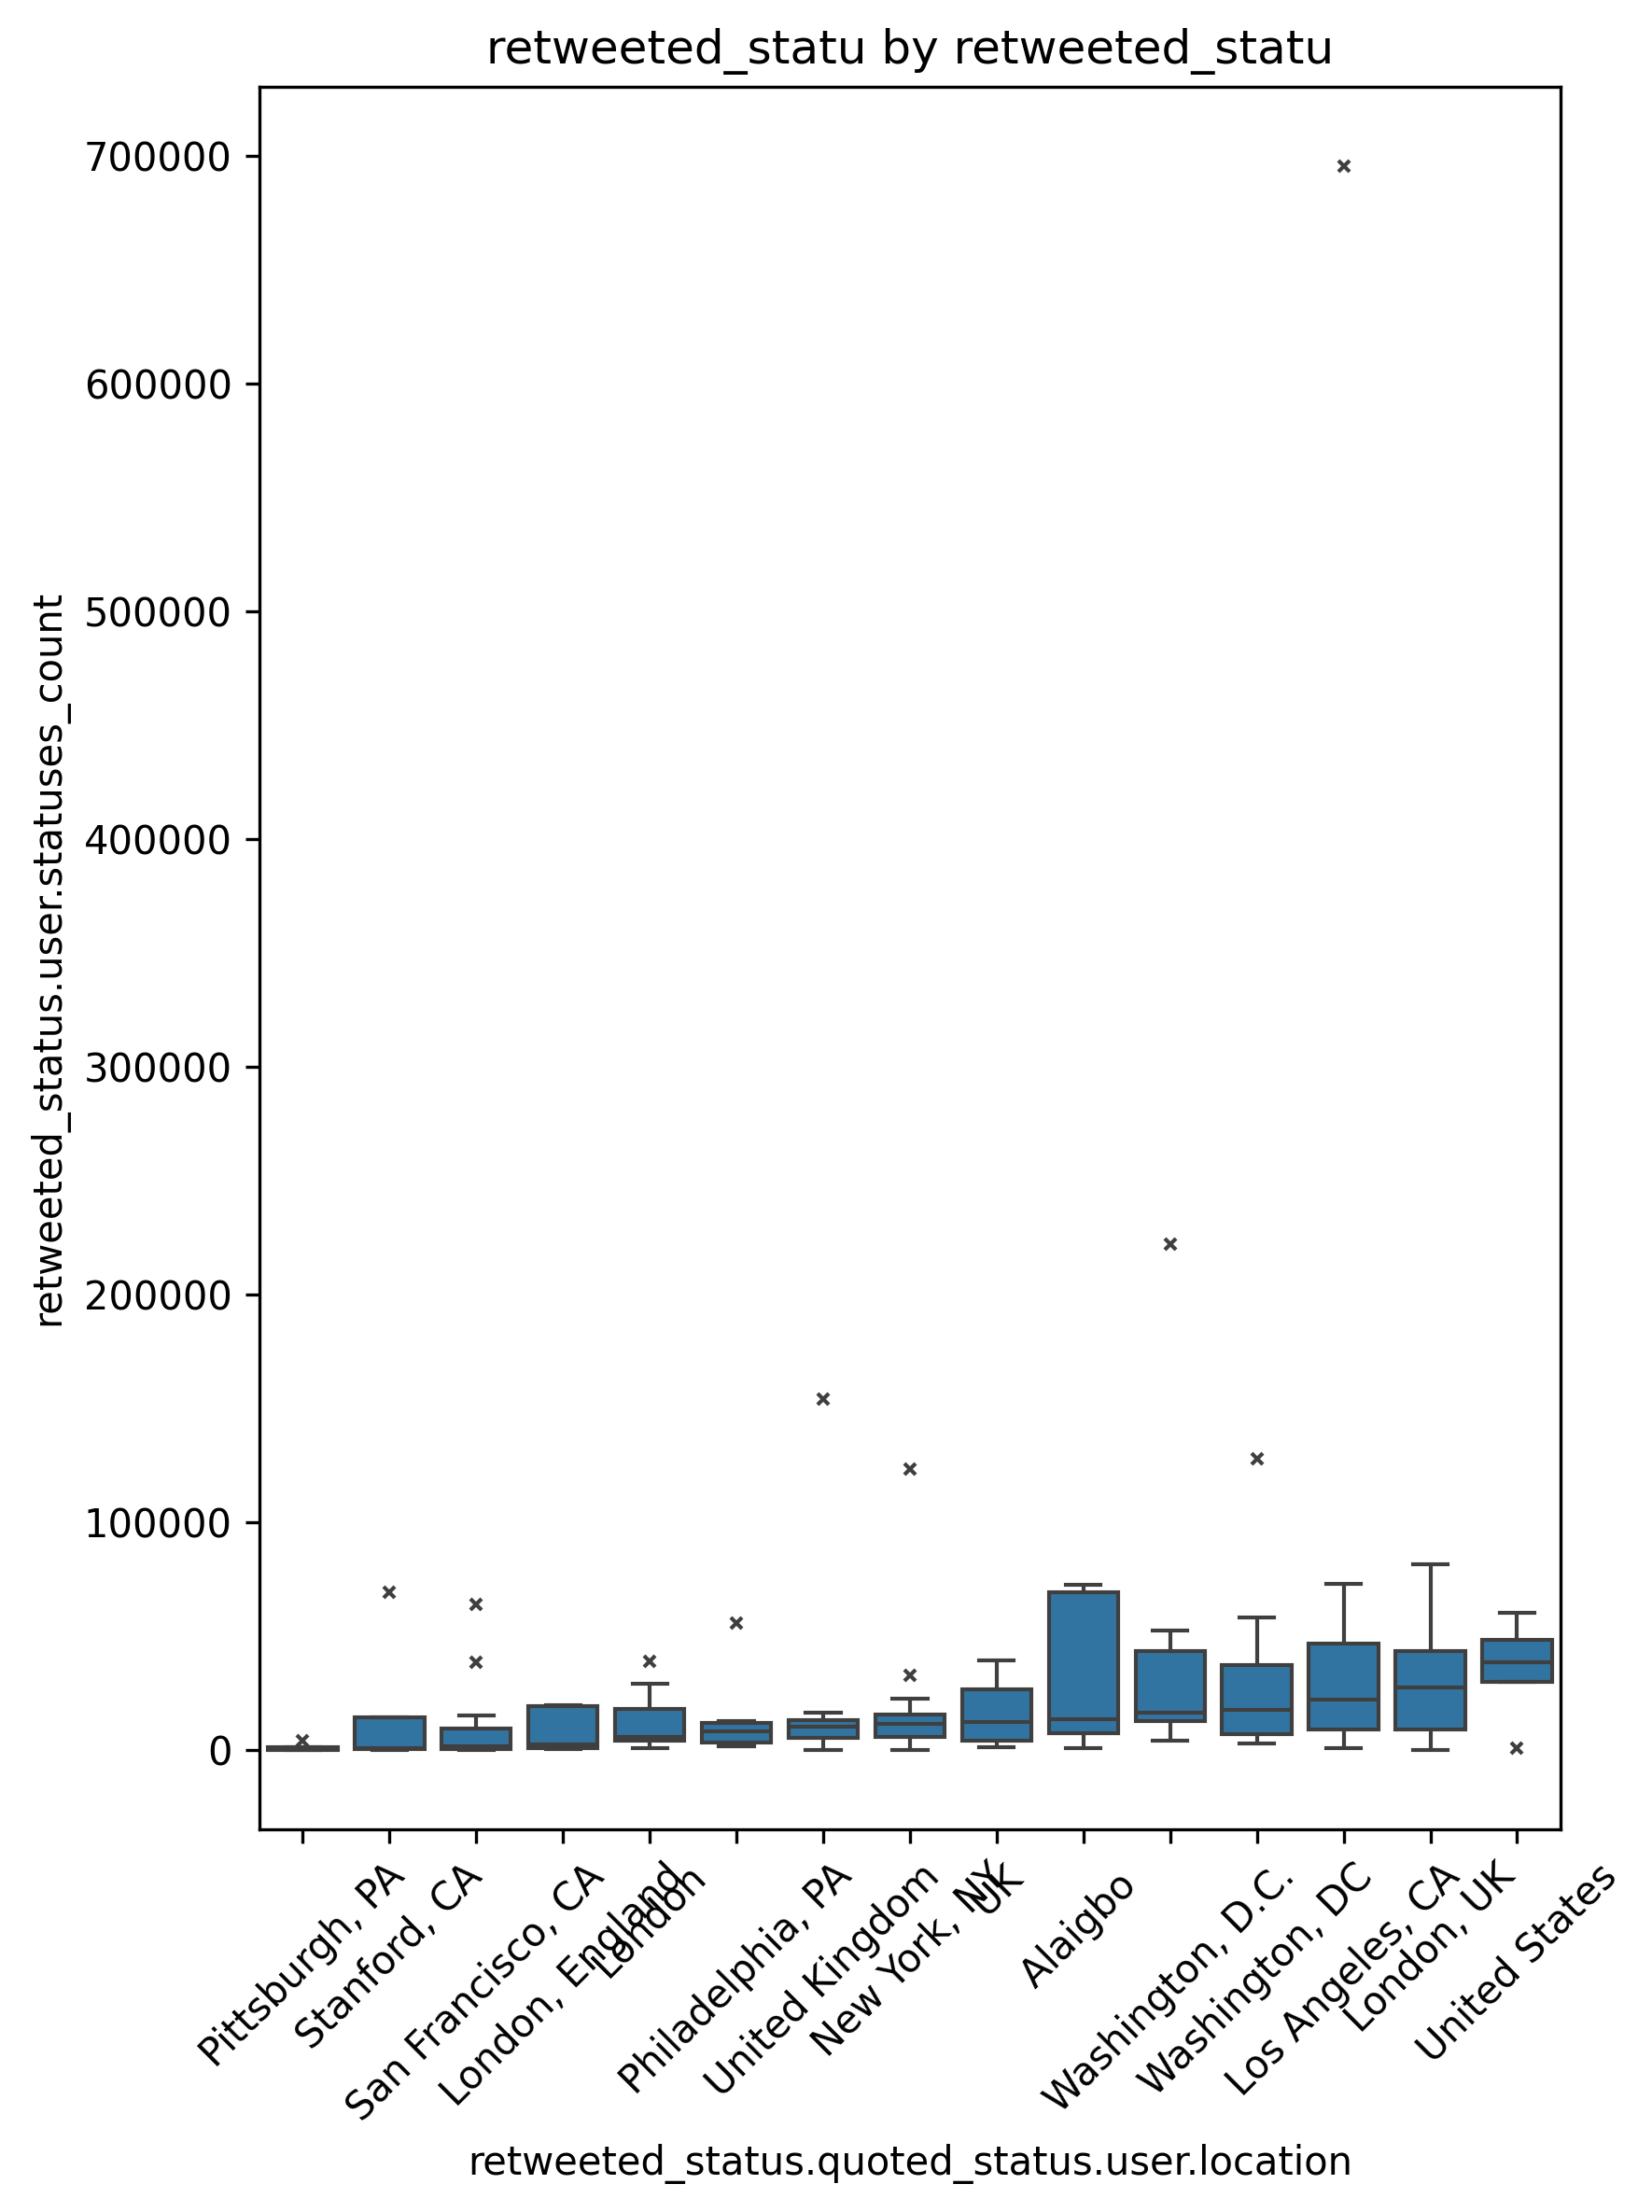 retweeted_statu by retweeted_statu
retweeted_status.user.statuses_count
700000
600000
500000
400000
300000
200000
100000
0
Pittsburgh, PA
Stanford, CA
San Francisco, CA
London, England
London
Philadelphia, PA
United Kingdom
New York, NY
UK
Alaigbo
Washington, D.C.
Washington, DC
Los Angeles, CA
London, UK
United States
retweeted_status.quoted_status.user.location